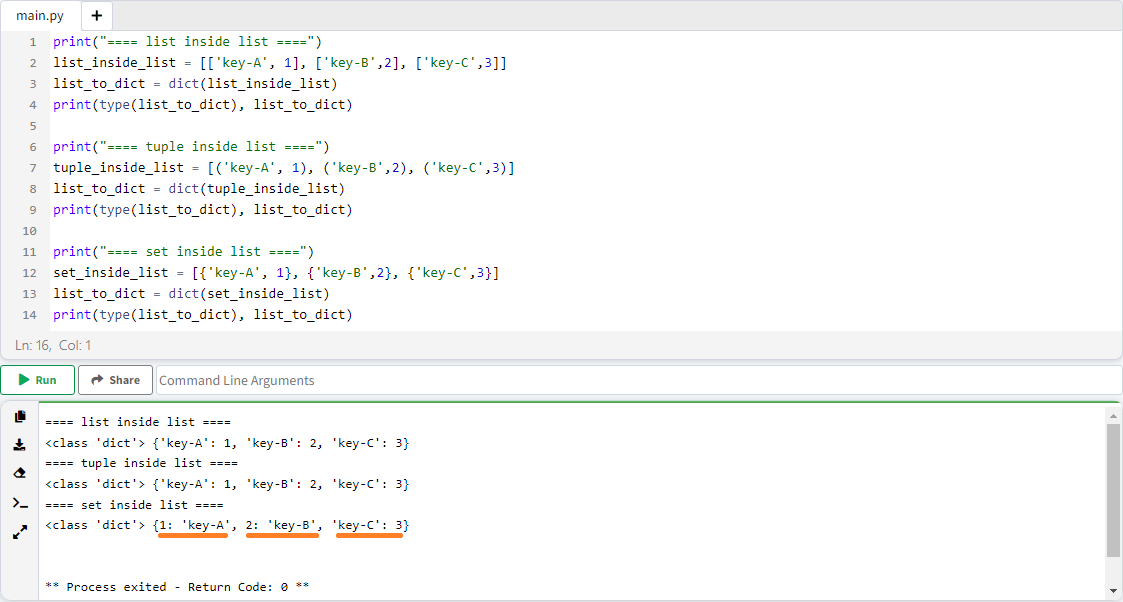 main.py +
1 print("==== list inside list ====")
2 list_inside_list = [['key-A', 1], ['key-B',2], ['key-C',3]]
3 list_to_dict = dict(list_inside_list)
4 print(type(list_to_dict), list_to_dict)
5
6 print("==== tuple inside list ====")
7 tuple_inside_list = [('key-A', 1), ('key-B',2), ('key-C',3)]
8 list_to_dict = dict(tuple_inside_list)
9 print(type(list_to_dict), list_to_dict)
10
11 print("==== set inside list ====")
12 set_inside_list = [{'key-A', 1}, {'key-B',2}, {'key-C',3}]
13 list_to_dict = dict(set_inside_list)
14 print(type(list_to_dict), list_to_dict)
Ln: 16, Col: 1
Run Share Command Line Arguments
==== list inside list ====
<class 'dict'> {'key-A': 1, 'key-B': 2, 'key-C': 3}
==== tuple inside list ====
<class 'dict'> {'key-A': 1, 'key-B': 2, 'key-C': 3}
==== set inside list ====
<class 'dict'> {1: 'key-A', 2: 'key-B', 'key-C': 3}
** Process exited - Return Code: 0 **